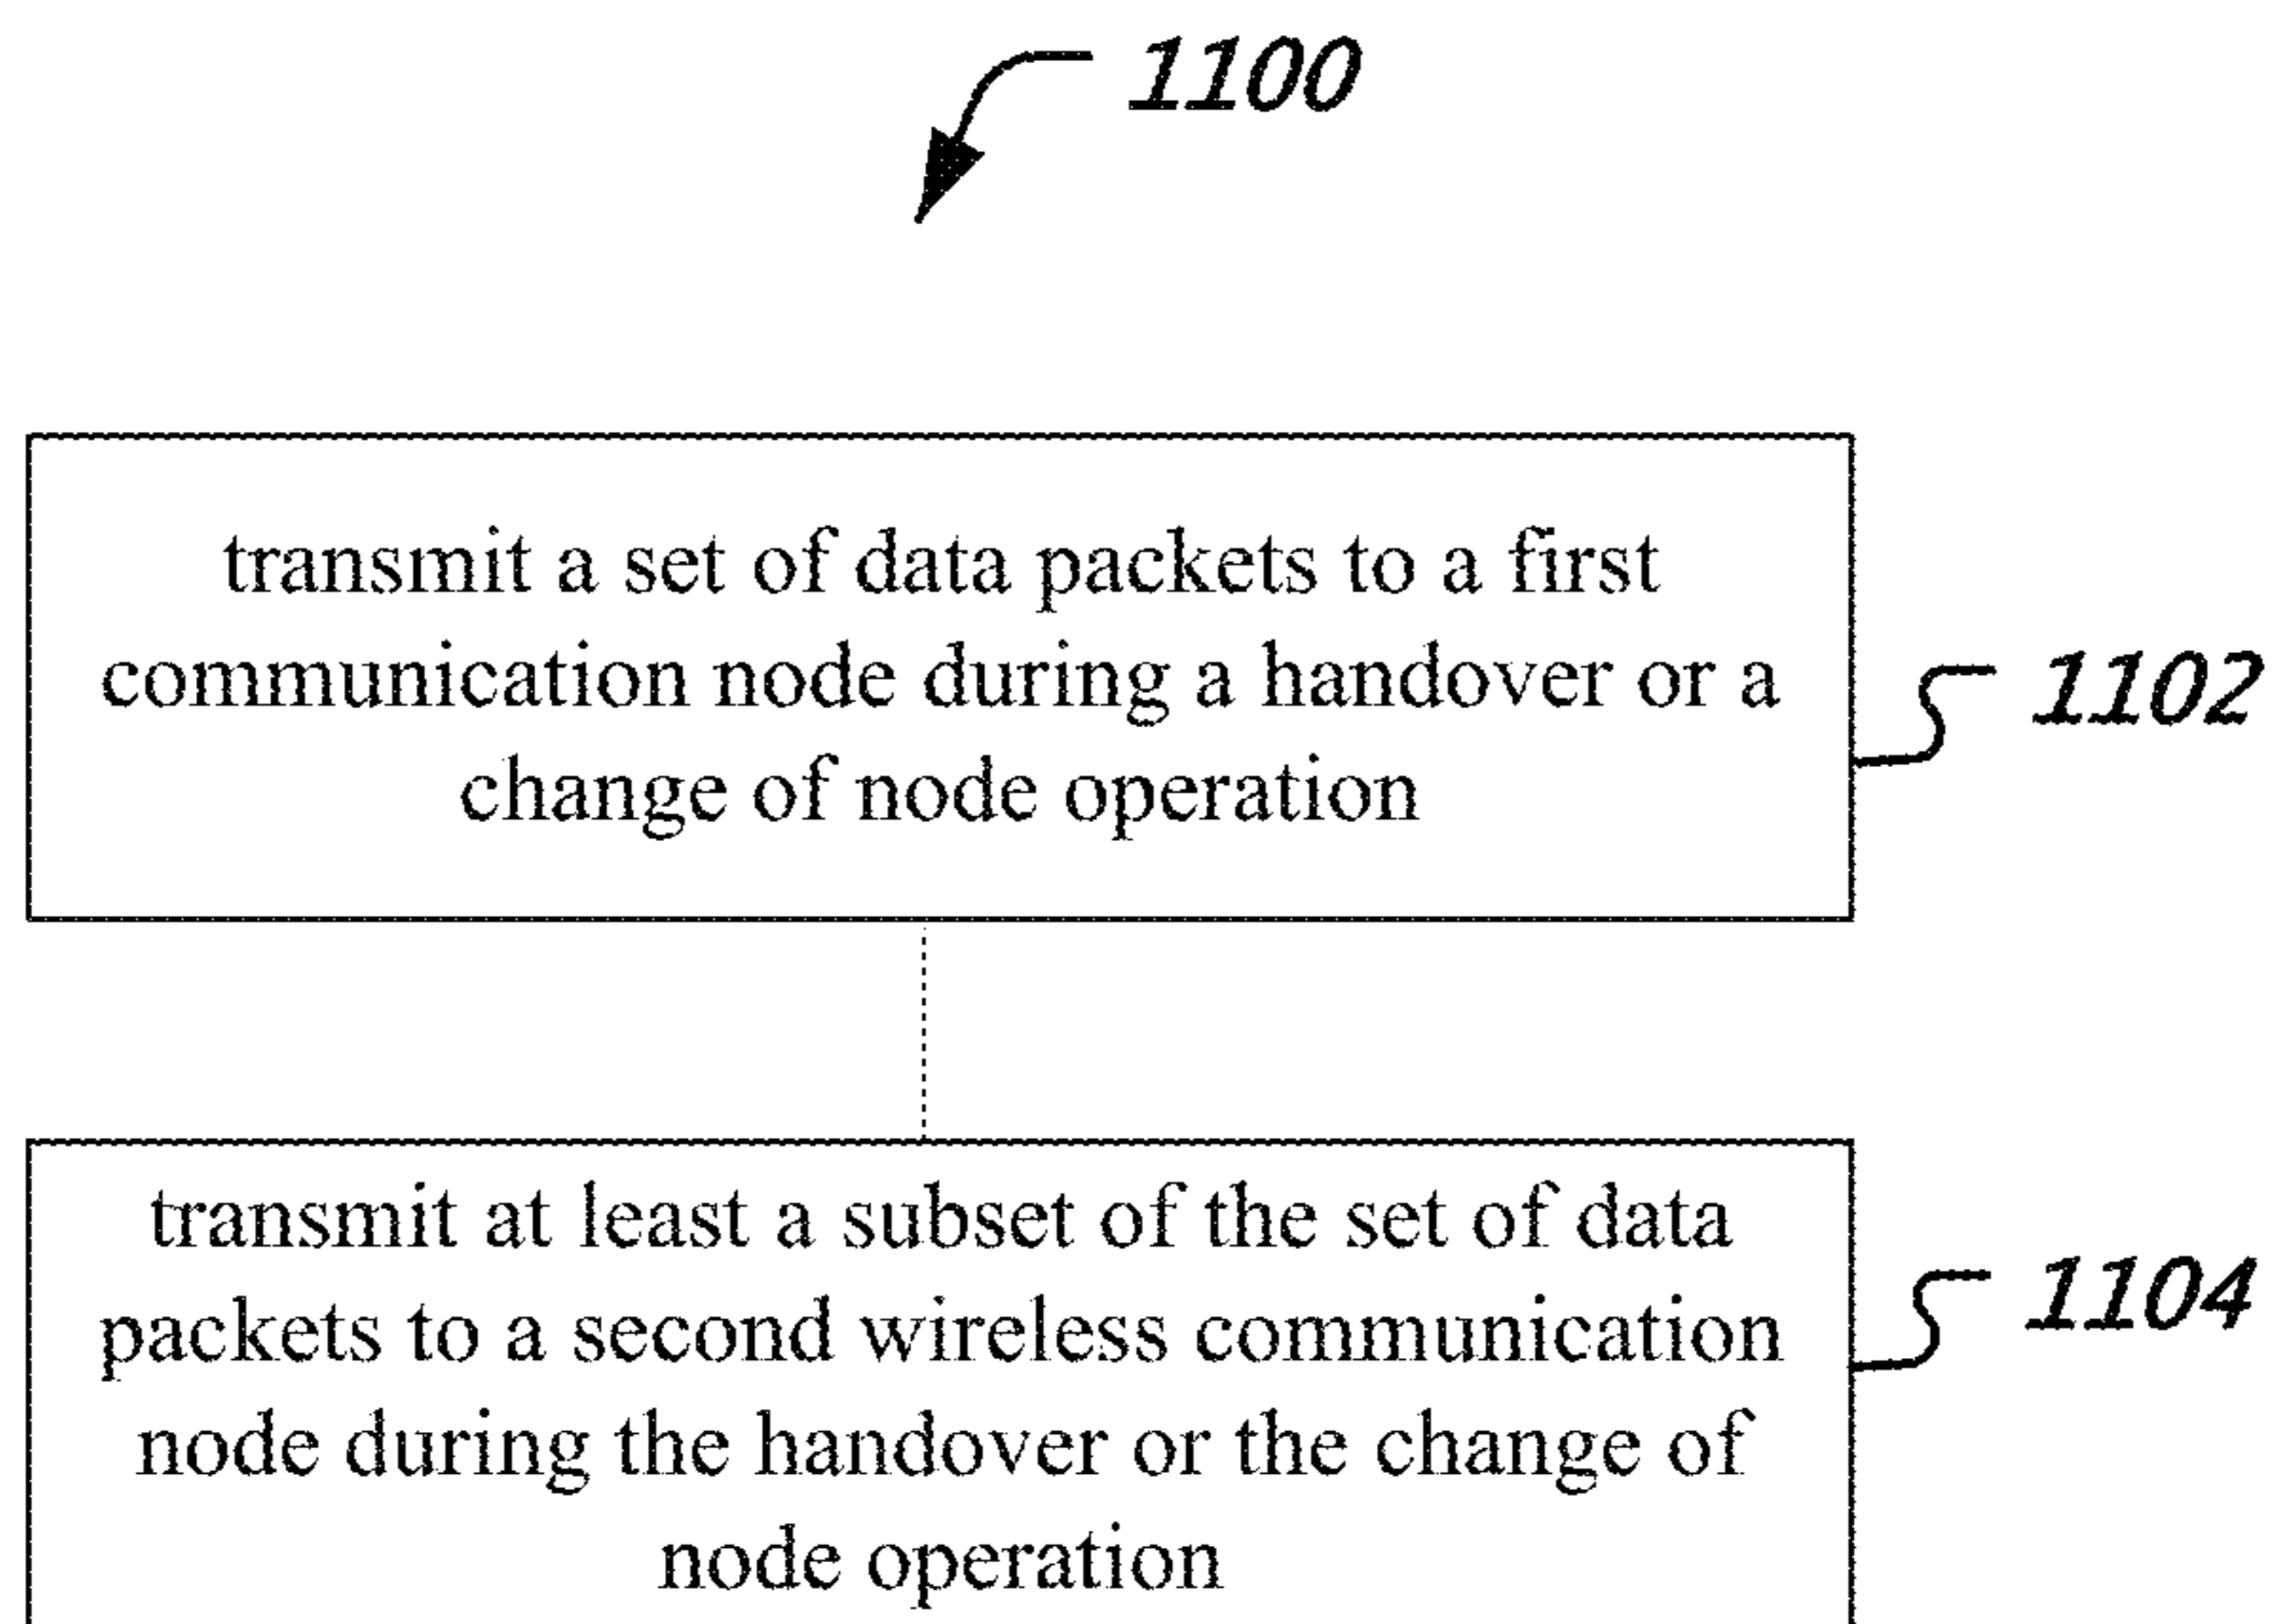 1100
transmit a set of data packets to a first
communication node during a handover or a
change of node operation
1102
transmit at least a subset of the set of data
packets to a second wireless communication
node during the handover or the change of
node operation
1104